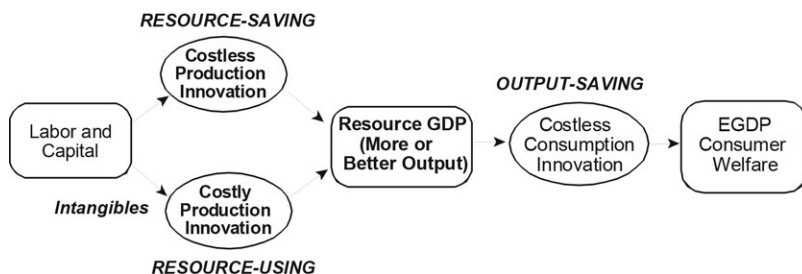 RESOURCE-SAVING
Costless
Production
Innovation
Labor and
Capital
Intangibles
Costly
Production
Innovation
RESOURCE-USING
Resource GDP
(More or
Better Output)
OUTPUT-SAVING
Costless
Consumption
Innovation
EGDP
Consumer
Welfare